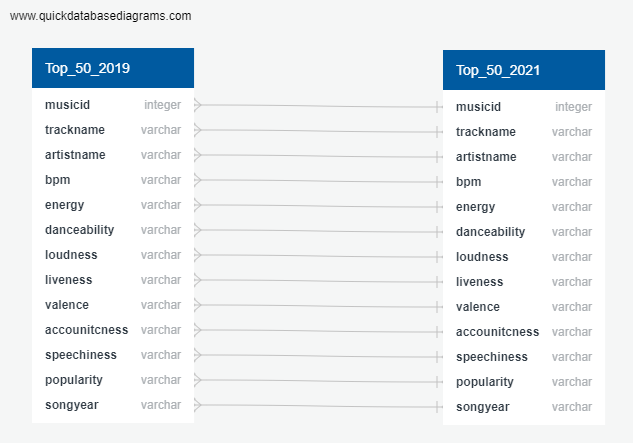 www.quickdatabasediagrams.com
Top_50_2019
musicid integer
trackname varchar
artistname varchar
bpm varchar
energy varchar
danceability varchar
loudness varchar
liveness varchar
valence varchar
accounitcness varchar
speechiness varchar
popularity varchar
songyear varchar
Top_50_2021
musicid integer
trackname varchar
artistname varchar
bpm varchar
energy varchar
danceability varchar
loudness varchar
liveness varchar
valence varchar
accounitcness varchar
speechiness varchar
popularity varchar
songyear varchar